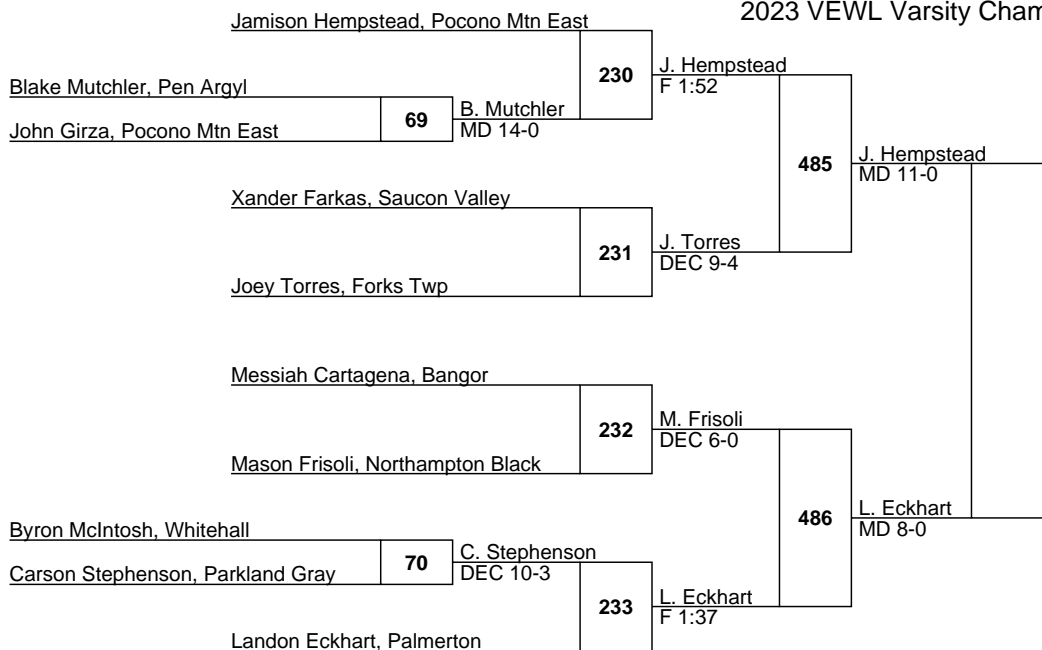 2023 VEWL Varsity Cham
Jamison Hempstead, Pocono Mtn East
230
J. Hempstead
F 1:52
Blake Mutchler, Pen Argyl
69
B. Mutchler
MD 14-0
John Girza, Pocono Mtn East
485
J. Hempstead
MD 11-0
Xander Farkas, Saucon Valley
231
J. Torres
DEC 9-4
Joey Torres, Forks Twp
Messiah Cartagena, Bangor
232
M. Frisoli
DEC 6-0
Mason Frisoli, Northampton Black
486
L. Eckhart
MD 8-0
Byron McIntosh, Whitehall
70
C. Stephenson
DEC 10-3
Carson Stephenson, Parkland Gray
233
L. Eckhart
F 1:37
Landon Eckhart, Palmerton